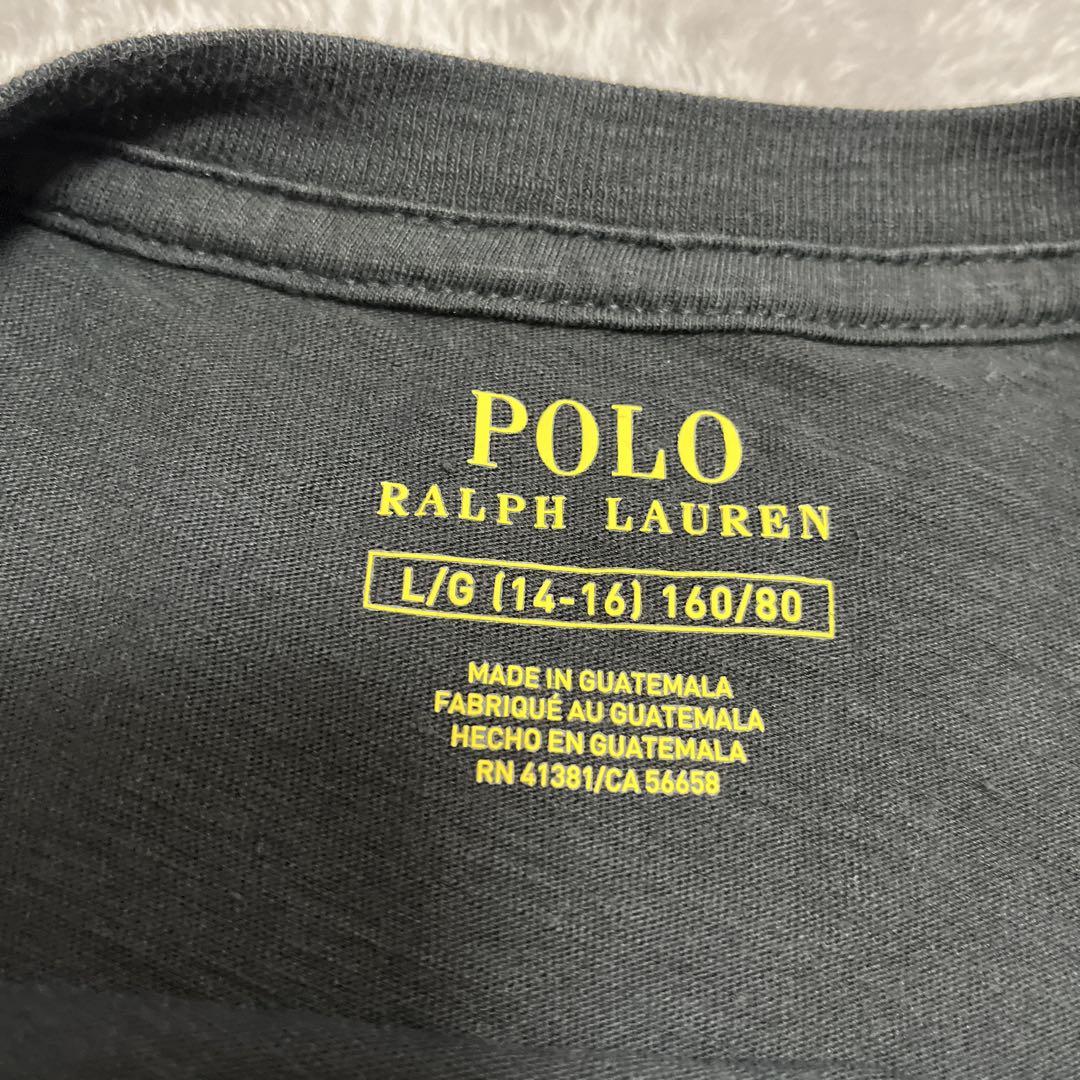 POLO
RALPH LAUREN
L/G (14-16) 160/80
MADE IN GUATEMALA
FABRIQUÉ AU GUATEMALA
HECHO EN GUATEMALA
RN 41381/CA 56658